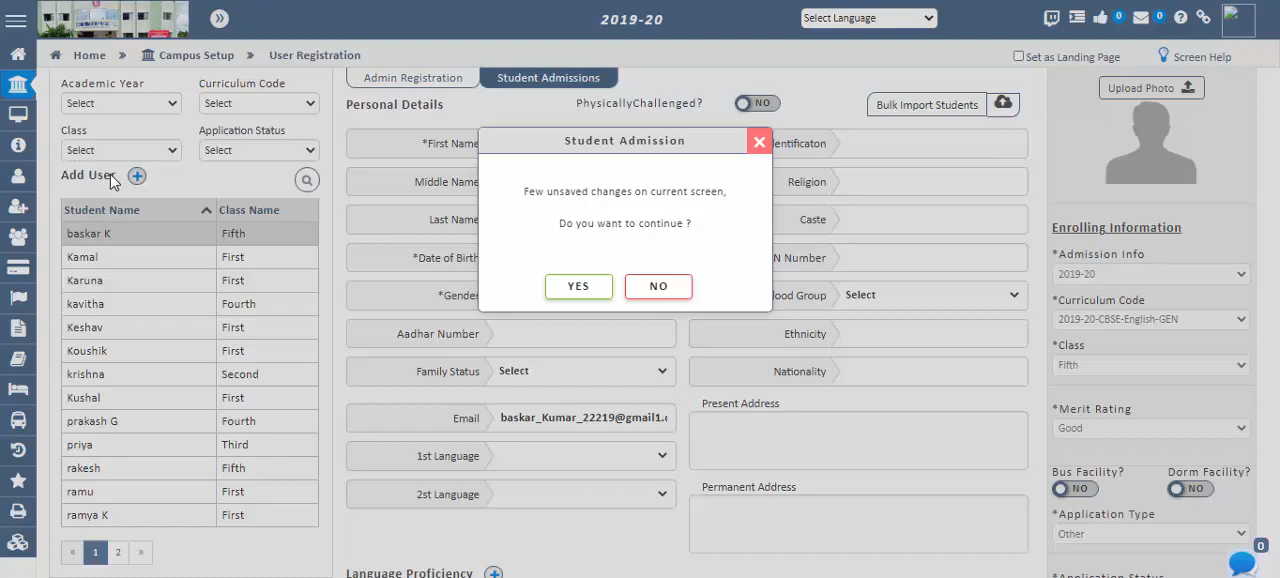 2019-20
Select Language
0
0
Home
Campus Setup
User Registration
Set as Landing Page
Screen Help
Academic Year
Curriculum Code
Select
Select
Class
Application Status
Select
Select
Add User
Student Name
Class Name
baskar K
Fifth
Kamal
First
Karuna
First
kavitha
Fourth
Keshav
First
Koushik
First
krishna
Second
Kushal
First
prakash G
Fourth
priya
Third
rakesh
Fifth
ramu
First
ramya K
First
«
1
2
»
Admin Registration
Student Admissions
Personal Details
PhysicallyChallenged?
NO
Bulk Import Students
*First Name
Middle Name
Last Name
*Date of Birth
*Gender
Aadhar Number
Family Status
Select
Email
baskar_Kumar_22219@gmail1.c
1st Language
2st Language
Language Proficiency
dentificaton
Religion
Caste
N Number
lood Group
Select
Ethnicity
Nationality
Present Address
Permanent Address
Student Admission
Few unsaved changes on current screen,
Do you want to continue ?
YES
NO
Upload Photo
Enrolling Information
*Admission Info
2019-20
*Curriculum Code
2019-20-CBSE-English-GEN
*Class
Fifth
*Merit Rating
Good
Bus Facility?
Dorm Facility?
NO
NO
*Application Type
Other
*Application Status
0